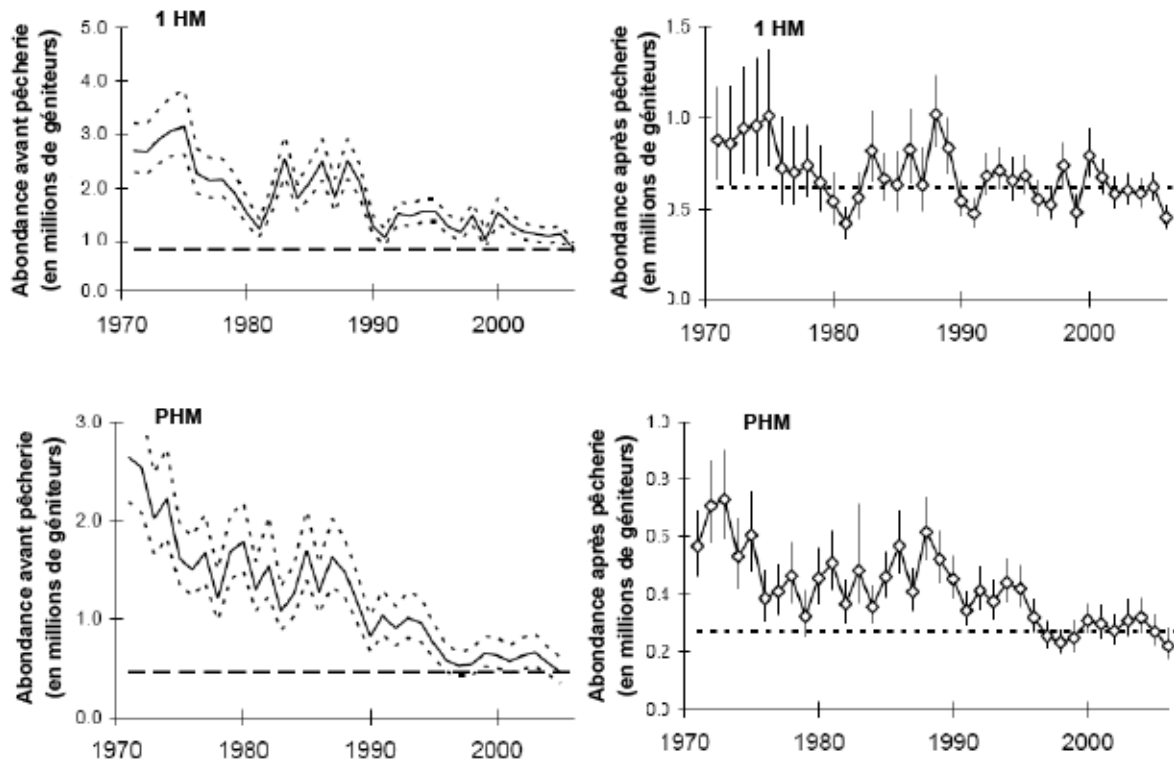 1 HM
Abondance avant pêcherie
(en millions de géniteurs)
5.0
4.0
3.0
2.0
1.0
0.0
1970
1980
1990
2000
1 HM
Abondance après pêcherie
(en millions de géniteurs)
1.5
1.0
1970
1980
1990
2000
PHM
Abondance avant pêcherie
(en millions de géniteurs)
3.0
2.0
1.0
0.0
1970
1980
1990
2000
PHM
Abondance après pêcherie
(en millions de géniteurs)
0.4
0.2
1970
1980
1990
2000